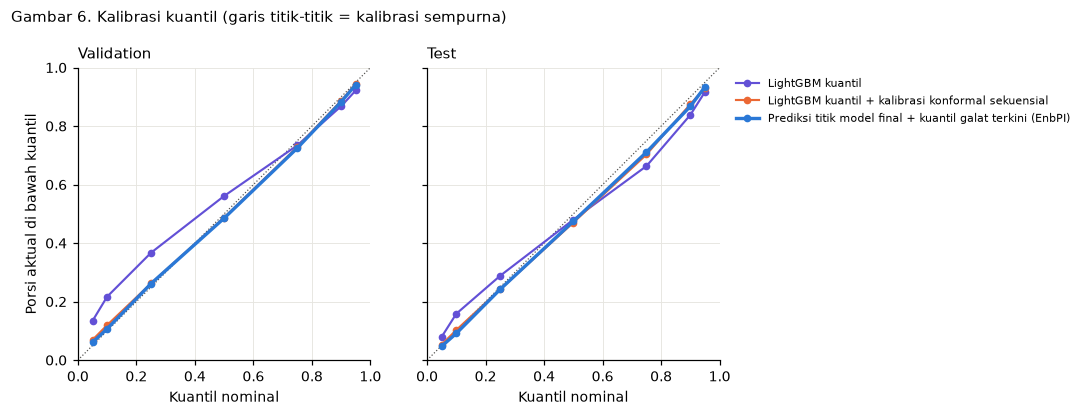 Gambar 6. Kalibrasi kuantil (garis titik-titik = kalibrasi sempurna)
Validation
Test
Porsi aktual di bawah kuantil
1.0
0.8
0.6
0.4
0.2
0.0
0.0 0.2 0.4 0.6 0.8 1.0
Kuantil nominal
0.0 0.2 0.4 0.6 0.8 1.0
Kuantil nominal
LightGBM kuantil
LightGBM kuantil + kalibrasi konformal sekuensial
Prediksi titik model final + kuantil galat terkini (EnbPI)